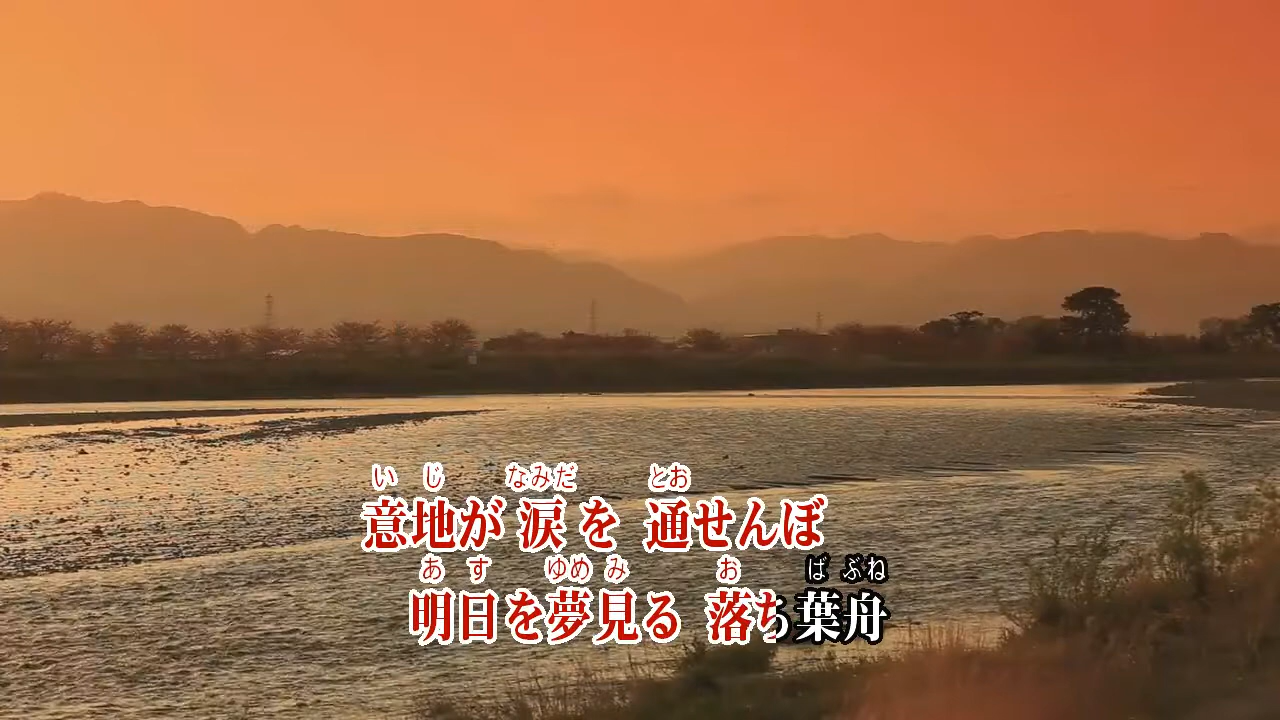 いじ なみだ とお
意地が 涙を 通せんぼ
あす ゆめみ お ばぶね
明日を夢見る 落ち葉舟